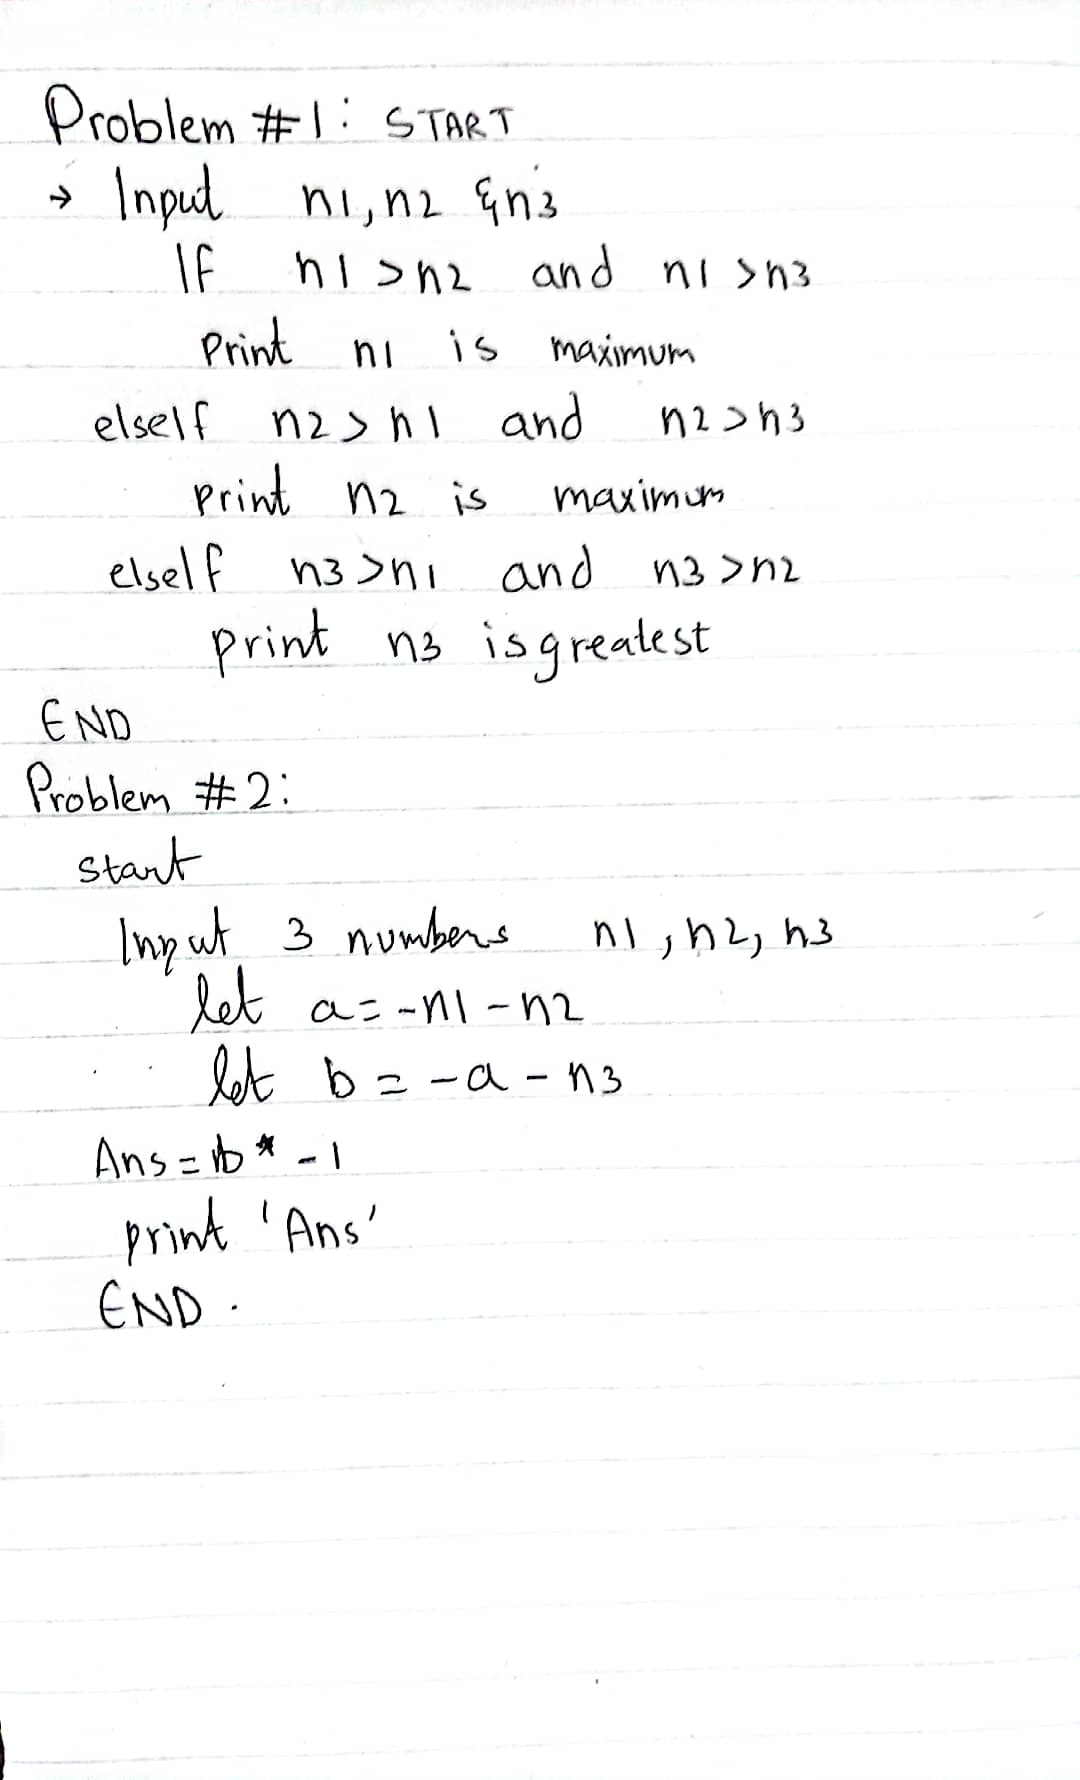 Problem #1: START
→ Input n1, n2 & n3
If n1 > n2 and n1 > n3
Print n1 is maximum
elseIf n2 > n1 and n2 > n3
print n2 is maximum
elseIf n3 > n1 and n3 > n2
print n3 is greatest
END
Problem #2:
start
Input 3 numbers n1, n2, n3
let a = -n1 - n2
let b = -a - n3
Ans = b * -1
print 'Ans'
END.